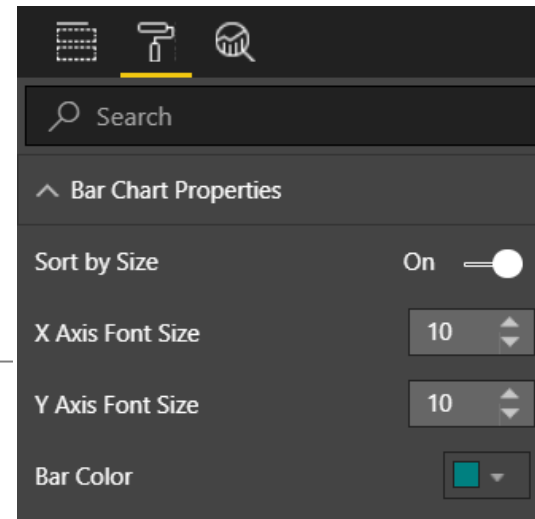 Search
Bar Chart Properties
Sort by Size On
X Axis Font Size 10
Y Axis Font Size 10
Bar Color